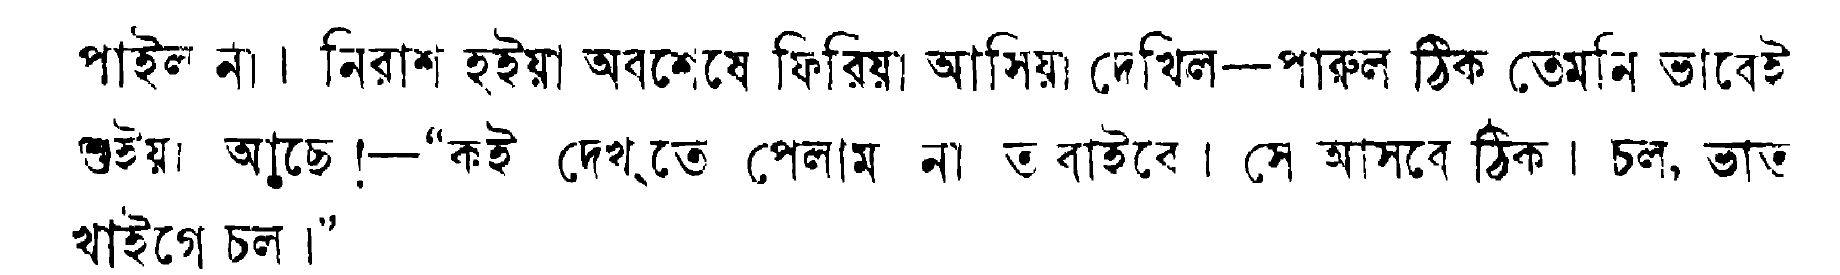 পাইল না। নিরাশ হইয়া অবশেষে ফিরিয়া আসিয়া দেখিল—পারুল ঠিক তেমনি ভাবেই
শুইয়া আছে!—“কই দেখ্‌তে পেলাম না ত বাইরে। সে আসবে ঠিক। চল, ভাত
খাইগে চল।”